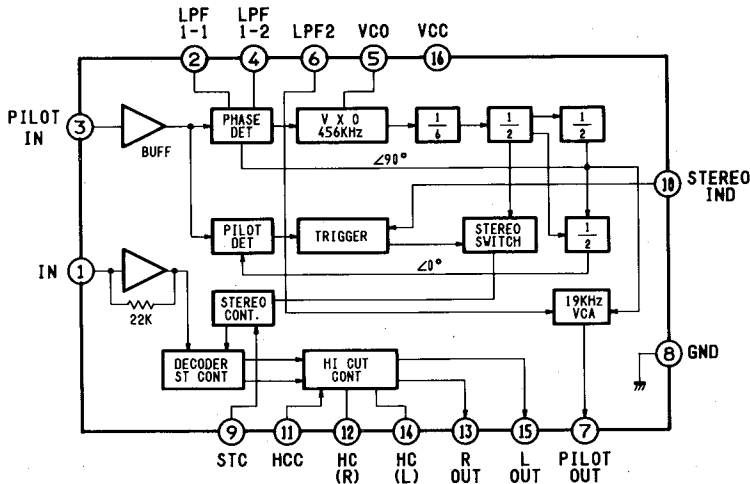 LPF 1-1
LPF 1-2
LPF2
VCO
VCC
2
4
6
5
16
PILOT IN
3
BUFF
PHASE DET
V X O 456KHz
1/6
1/2
1/2
∠90°
10
STEREO IND
PILOT DET
TRIGGER
STEREO SWITCH
1/2
IN
1
22K
∠0°
STEREO CONT.
19KHz VCA
DECODER ST CONT
HI CUT CONT
8
GND
9
11
12
14
13
15
7
STC
HCC
HC (R)
HC (L)
R OUT
L OUT
PILOT OUT